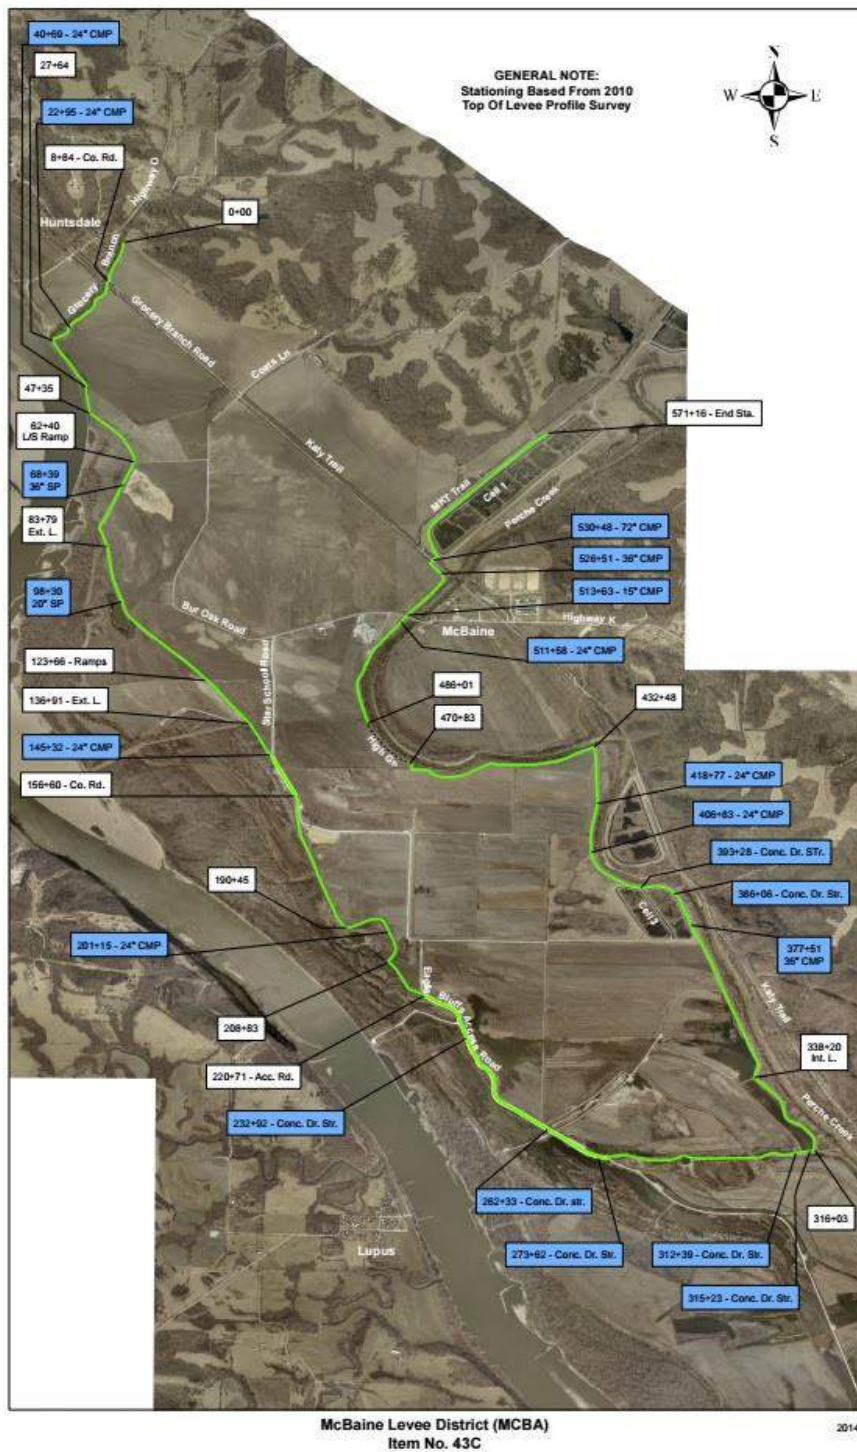 40+69 - 24" CMP
27+64
22+95 - 24" CMP
8+84 - Co. Rd.
GENERAL NOTE:
Stationing Based From 2010
Top Of Levee Profile Survey
N
W
E
S
Highway O
Huntsdale
0+00
Grocery Branch
Grocery Branch Road
Coats Ln
Katy Trail
47+35
62+40
L/S Ramp
68+39
36" SP
83+79
Ext. L.
98+30
20" SP
571+16 - End Sta.
MKT Trail
Cell 1
Perche Creek
530+48 - 72" CMP
526+51 - 36" CMP
513+63 - 15" CMP
Highway K
McBaine
511+58 - 24" CMP
Bur Oak Road
Star School Road
123+66 - Ramps
136+91 - Ext. L.
145+32 - 24" CMP
156+60 - Co. Rd.
486+01
470+83
432+48
High Gr
418+77 - 24" CMP
406+83 - 24" CMP
393+28 - Conc. Dr. STr.
386+06 - Conc. Dr. Str.
Cell 3
377+51
36" CMP
190+45
201+15 - 24" CMP
208+83
220+71 - Acc. Rd.
232+92 - Conc. Dr. Str.
Eagle
Bluffs Access Road
Katy Trail
338+20
Int. L.
Perche Creek
262+33 - Conc. Dr. str.
273+62 - Conc. Dr. Str.
312+39 - Conc. Dr. Str.
315+23 - Conc. Dr. Str.
316+03
Lupus
McBaine Levee District (MCBA)
Item No. 43C
2014